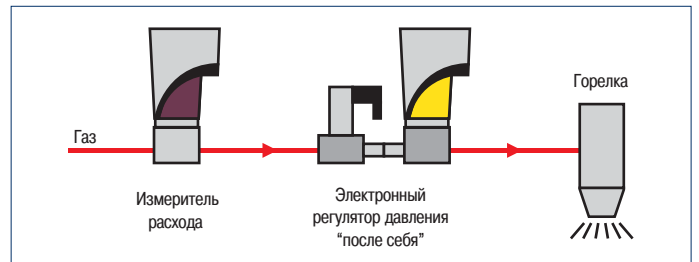 Газ
Измеритель
расхода
Электронный
регулятор давления
“после себя”
Горелка